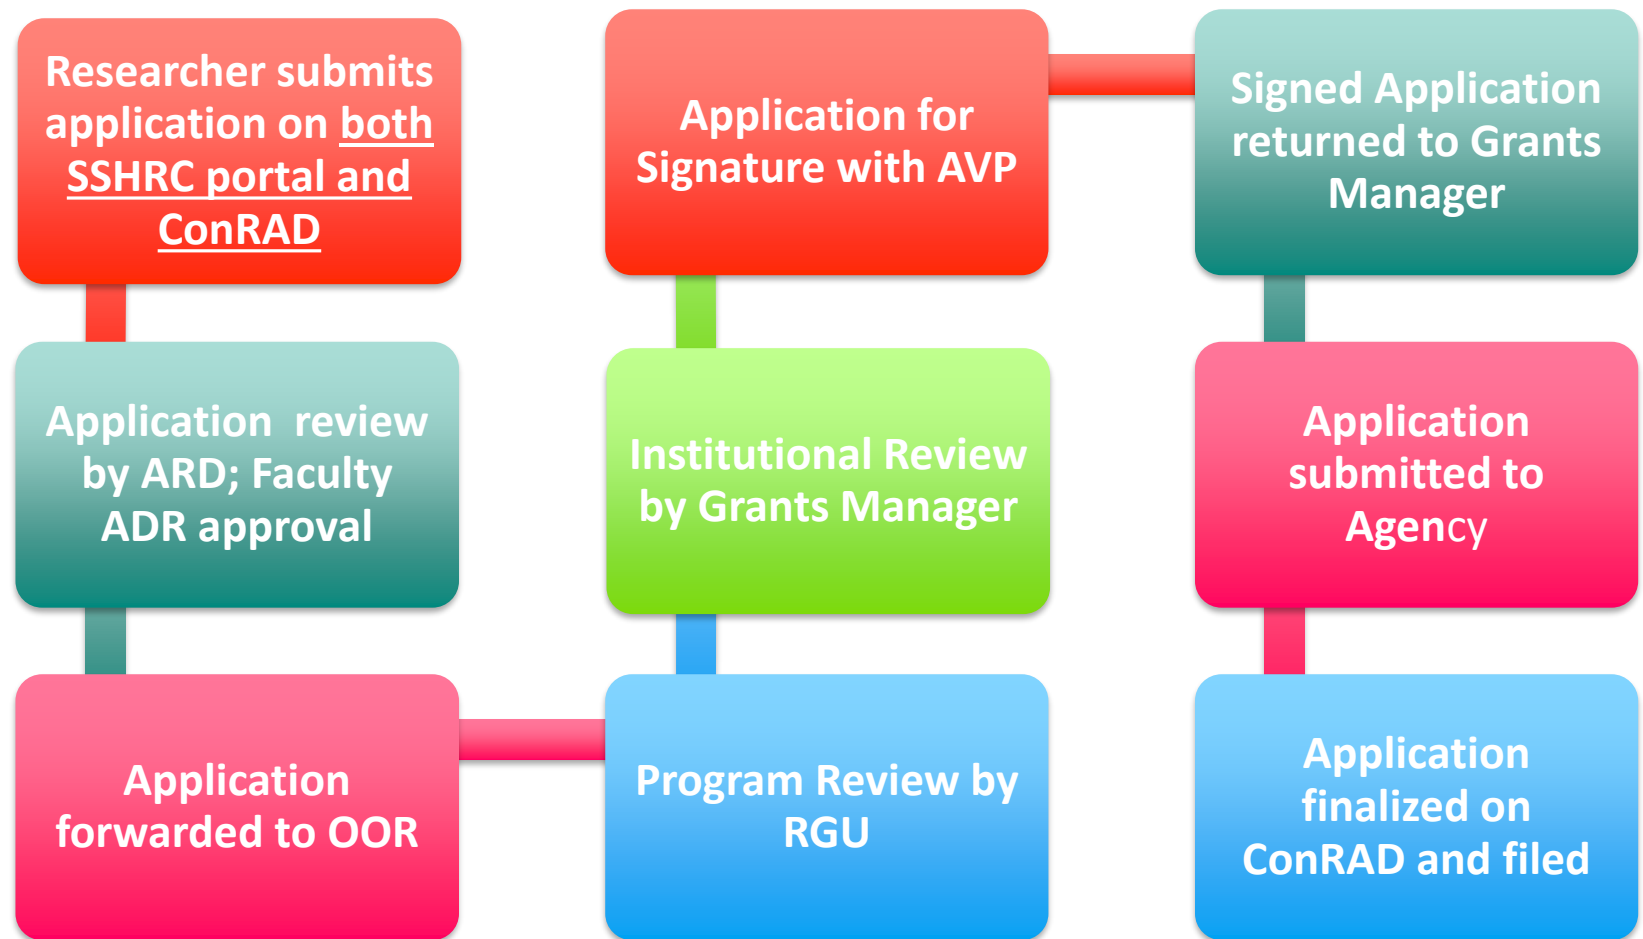 Researcher submits
application on both
SSHRC portal and
ConRAD
Application review
by ARD; Faculty
ADR approval
Application
forwarded to OOR
Program Review by
RGU
Institutional Review
by Grants Manager
Application for
Signature with AVP
Signed Application
returned to Grants
Manager
Application
submitted to
Agency
Application
finalized on
ConRAD and filed